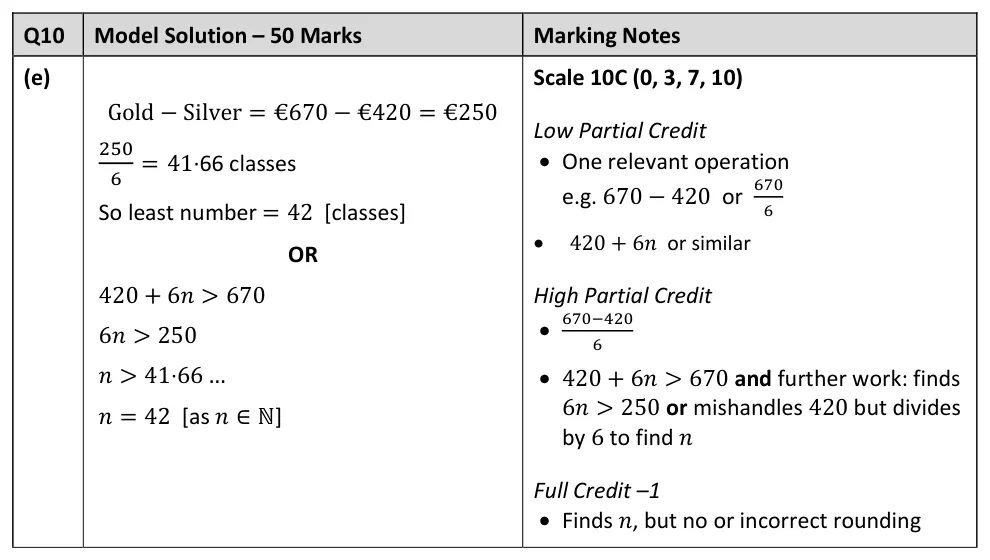 Q10 Model Solution – 50 Marks Marking Notes
(e)
Gold − Silver = €670 − €420 = €250
250/6 = 41·66 classes
So least number = 42 [classes]
OR
420 + 6n > 670
6n > 250
n > 41·66 …
n = 42 [as n ∈ ℕ]
Scale 10C (0, 3, 7, 10)
Low Partial Credit
• One relevant operation
e.g. 670 − 420 or 670/6
• 420 + 6n or similar
High Partial Credit
• 670−420/6
• 420 + 6n > 670 and further work: finds
6n > 250 or mishandles 420 but divides
by 6 to find n
Full Credit –1
• Finds n, but no or incorrect rounding